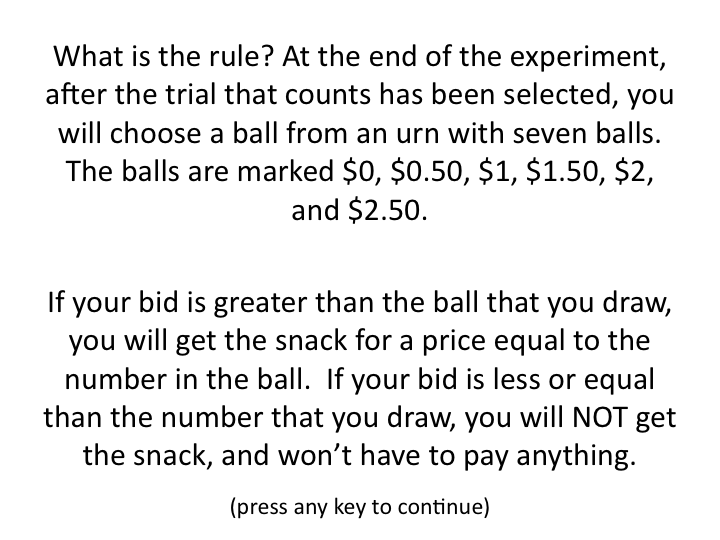 What is the rule? At the end of the experiment,
after the trial that counts has been selected, you
will choose a ball from an urn with seven balls.
The balls are marked $0, $0.50, $1, $1.50, $2,
and $2.50.
If your bid is greater than the ball that you draw,
you will get the snack for a price equal to the
number in the ball.  If your bid is less or equal
than the number that you draw, you will NOT get
the snack, and won’t have to pay anything.
(press any key to continue)